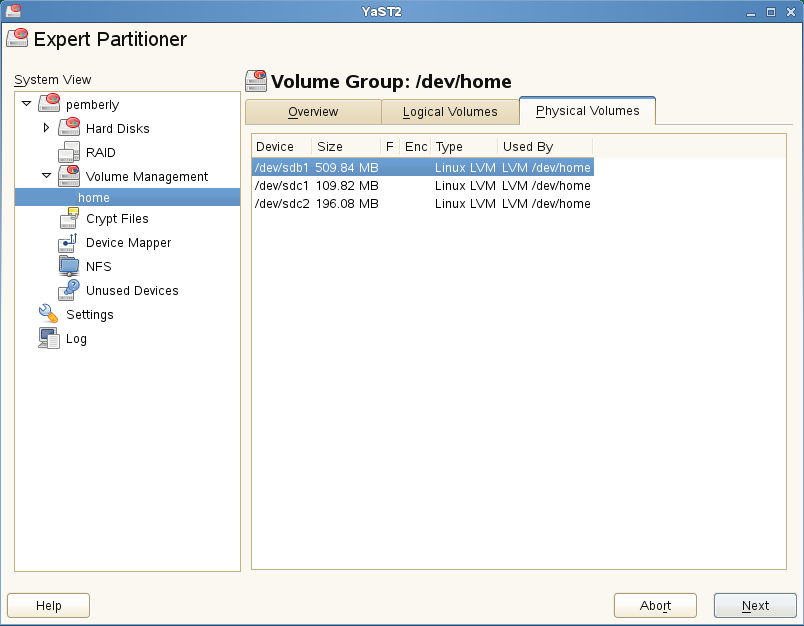 YaST2
Expert Partitioner
System View
pemberly
Hard Disks
RAID
Volume Management
home
Crypt Files
Device Mapper
NFS
Unused Devices
Settings
Log
Volume Group: /dev/home
Overview Logical Volumes Physical Volumes
Device Size F Enc Type Used By
/dev/sdb1 509.84 MB Linux LVM LVM /dev/home
/dev/sdc1 109.82 MB Linux LVM LVM /dev/home
/dev/sdc2 196.08 MB Linux LVM LVM /dev/home
Help Abort Next